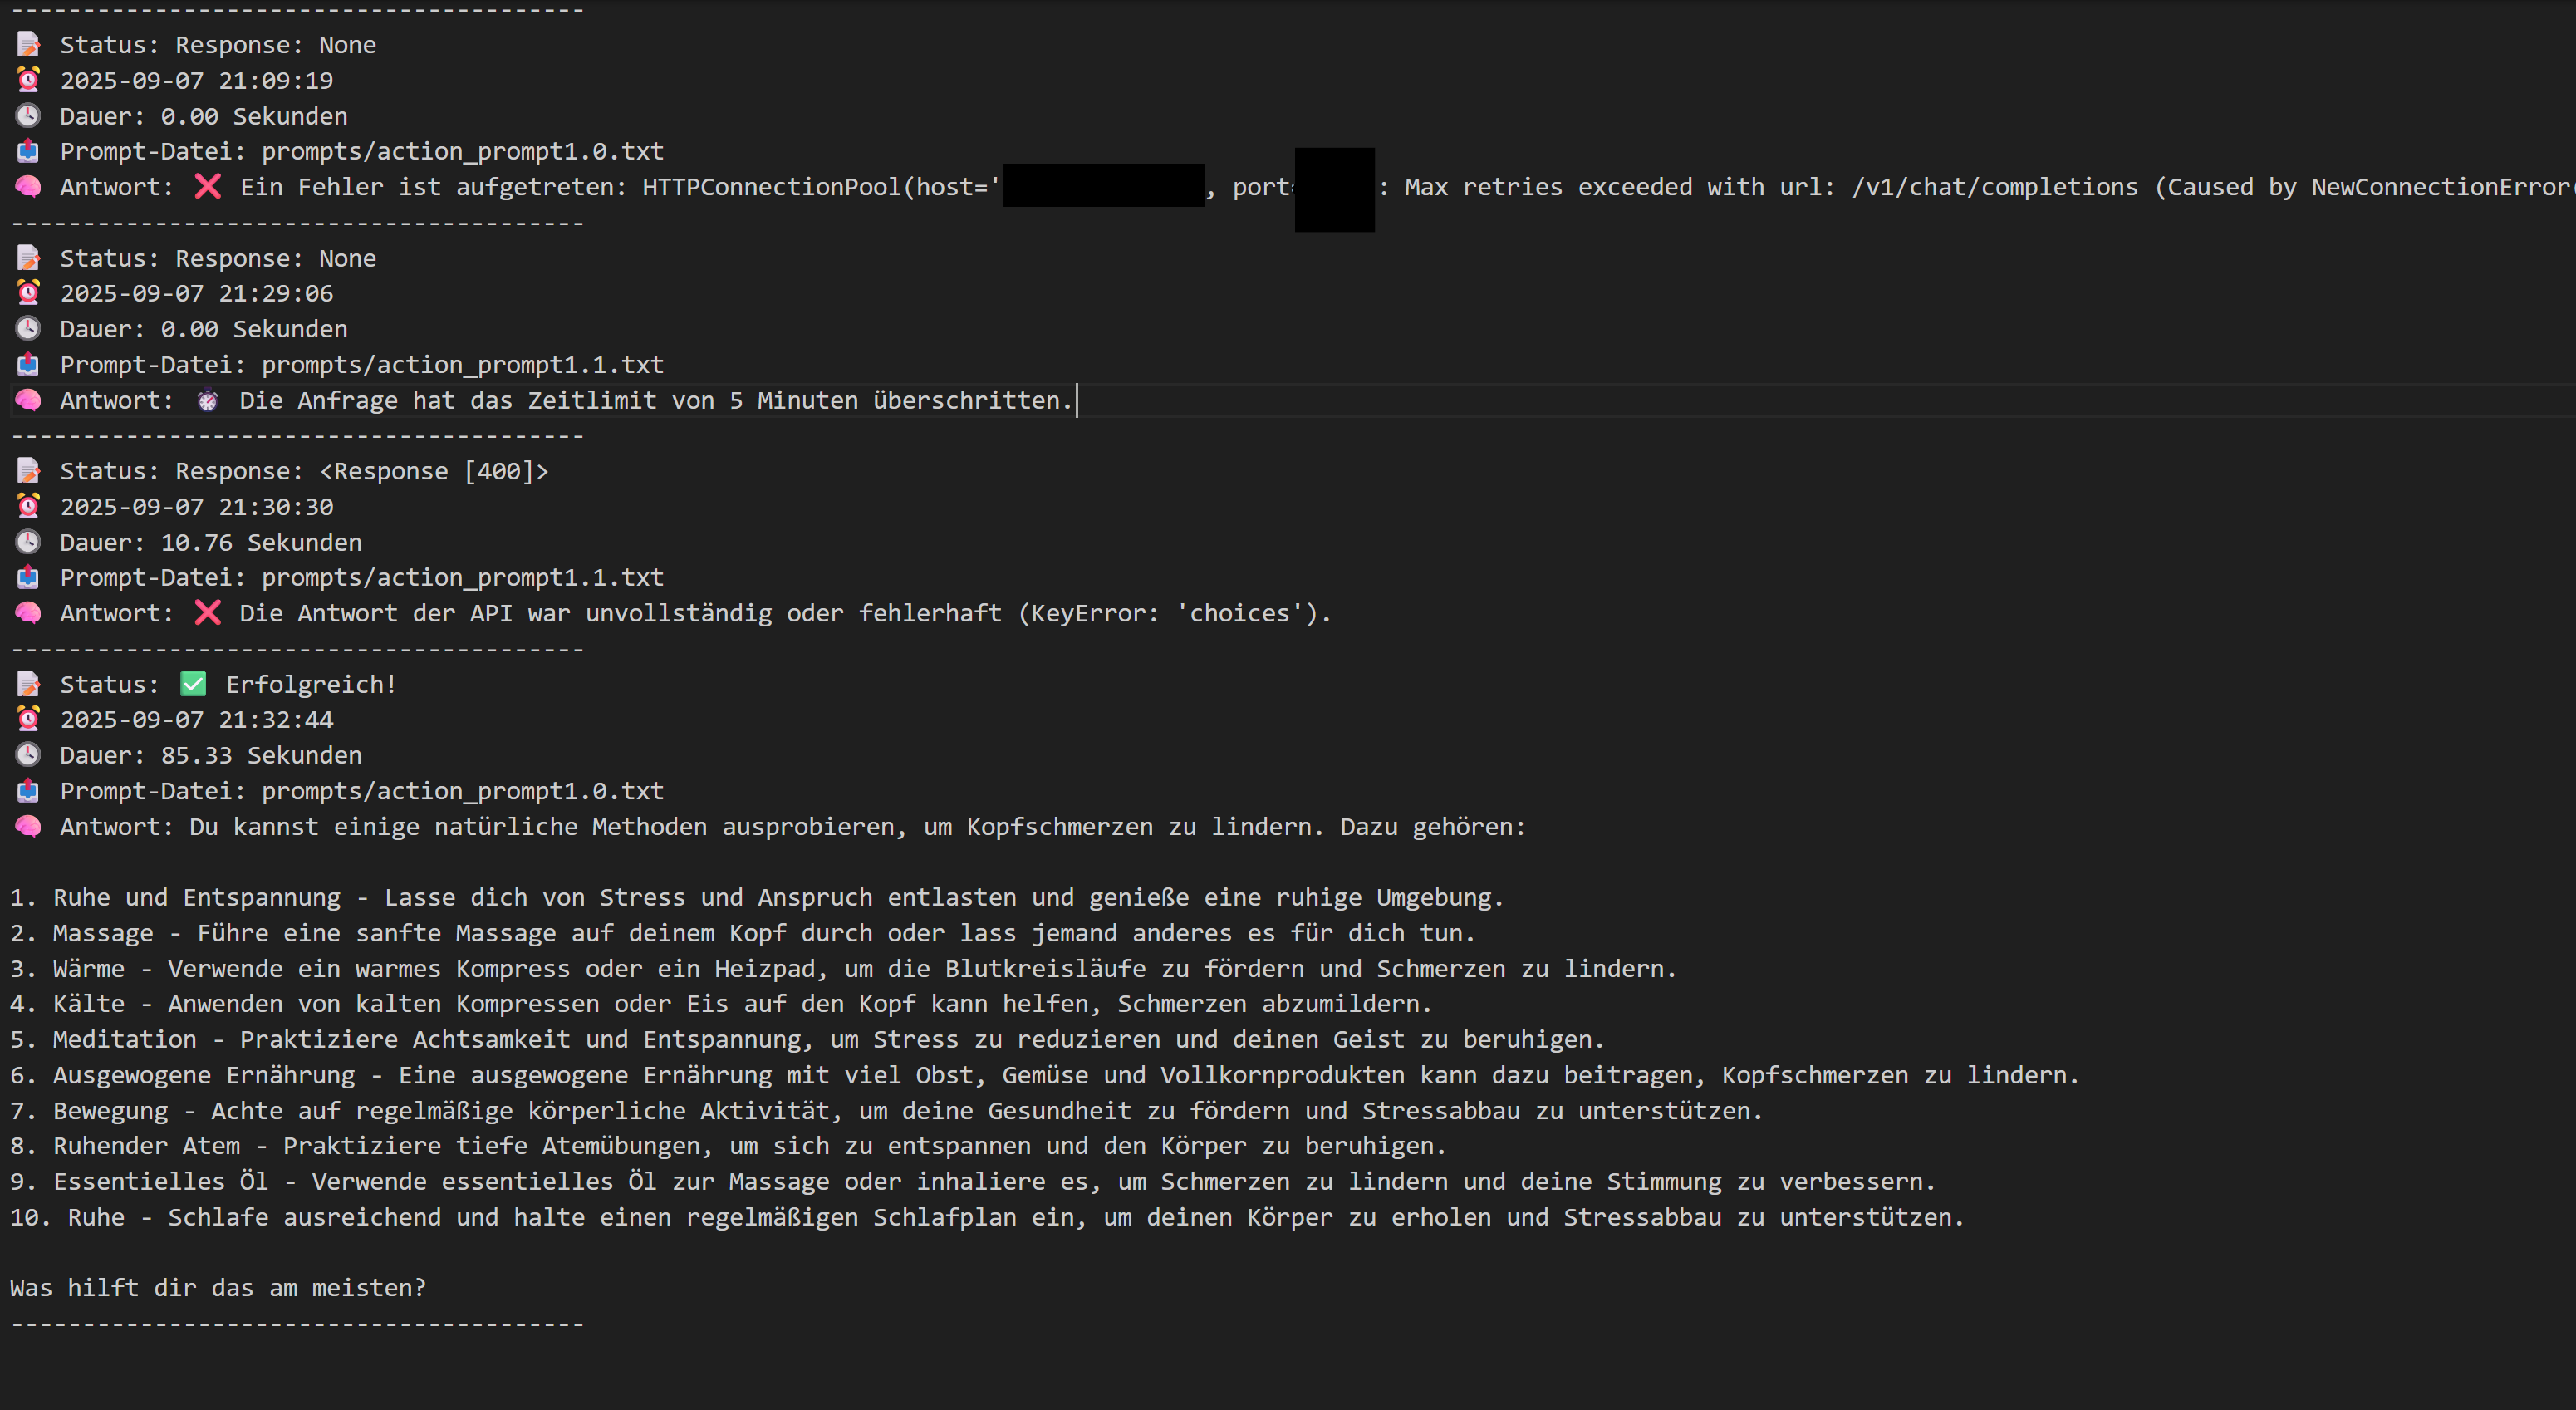 ----------------------------------------
📝 Status: Response: None
⏰ 2025-09-07 21:09:19
🕒 Dauer: 0.00 Sekunden
📤 Prompt-Datei: prompts/action_prompt1.0.txt
🧠 Antwort: ❌ Ein Fehler ist aufgetreten: HTTPConnectionPool(host=' , port : Max retries exceeded with url: /v1/chat/completions (Caused by NewConnectionError(
----------------------------------------
📝 Status: Response: None
⏰ 2025-09-07 21:29:06
🕒 Dauer: 0.00 Sekunden
📤 Prompt-Datei: prompts/action_prompt1.1.txt
🧠 Antwort: ⏱️ Die Anfrage hat das Zeitlimit von 5 Minuten überschritten.
----------------------------------------
📝 Status: Response: <Response [400]>
⏰ 2025-09-07 21:30:30
🕒 Dauer: 10.76 Sekunden
📤 Prompt-Datei: prompts/action_prompt1.1.txt
🧠 Antwort: ❌ Die Antwort der API war unvollständig oder fehlerhaft (KeyError: 'choices').
----------------------------------------
📝 Status: ✅ Erfolgreich!
⏰ 2025-09-07 21:32:44
🕒 Dauer: 85.33 Sekunden
📤 Prompt-Datei: prompts/action_prompt1.0.txt
🧠 Antwort: Du kannst einige natürliche Methoden ausprobieren, um Kopfschmerzen zu lindern. Dazu gehören:
1. Ruhe und Entspannung - Lasse dich von Stress und Anspruch entlasten und genieße eine ruhige Umgebung.
2. Massage - Führe eine sanfte Massage auf deinem Kopf durch oder lass jemand anderes es für dich tun.
3. Wärme - Verwende ein warmes Kompress oder ein Heizpad, um die Blutkreisläufe zu fördern und Schmerzen zu lindern.
4. Kälte - Anwenden von kalten Kompressen oder Eis auf den Kopf kann helfen, Schmerzen abzumildern.
5. Meditation - Praktiziere Achtsamkeit und Entspannung, um Stress zu reduzieren und deinen Geist zu beruhigen.
6. Ausgewogene Ernährung - Eine ausgewogene Ernährung mit viel Obst, Gemüse und Vollkornprodukten kann dazu beitragen, Kopfschmerzen zu lindern.
7. Bewegung - Achte auf regelmäßige körperliche Aktivität, um deine Gesundheit zu fördern und Stressabbau zu unterstützen.
8. Ruhender Atem - Praktiziere tiefe Atemübungen, um sich zu entspannen und den Körper zu beruhigen.
9. Essentielles Öl - Verwende essentielles Öl zur Massage oder inhaliere es, um Schmerzen zu lindern und deine Stimmung zu verbessern.
10. Ruhe - Schlafe ausreichend und halte einen regelmäßigen Schlafplan ein, um deinen Körper zu erholen und Stressabbau zu unterstützen.
Was hilft dir das am meisten?
----------------------------------------